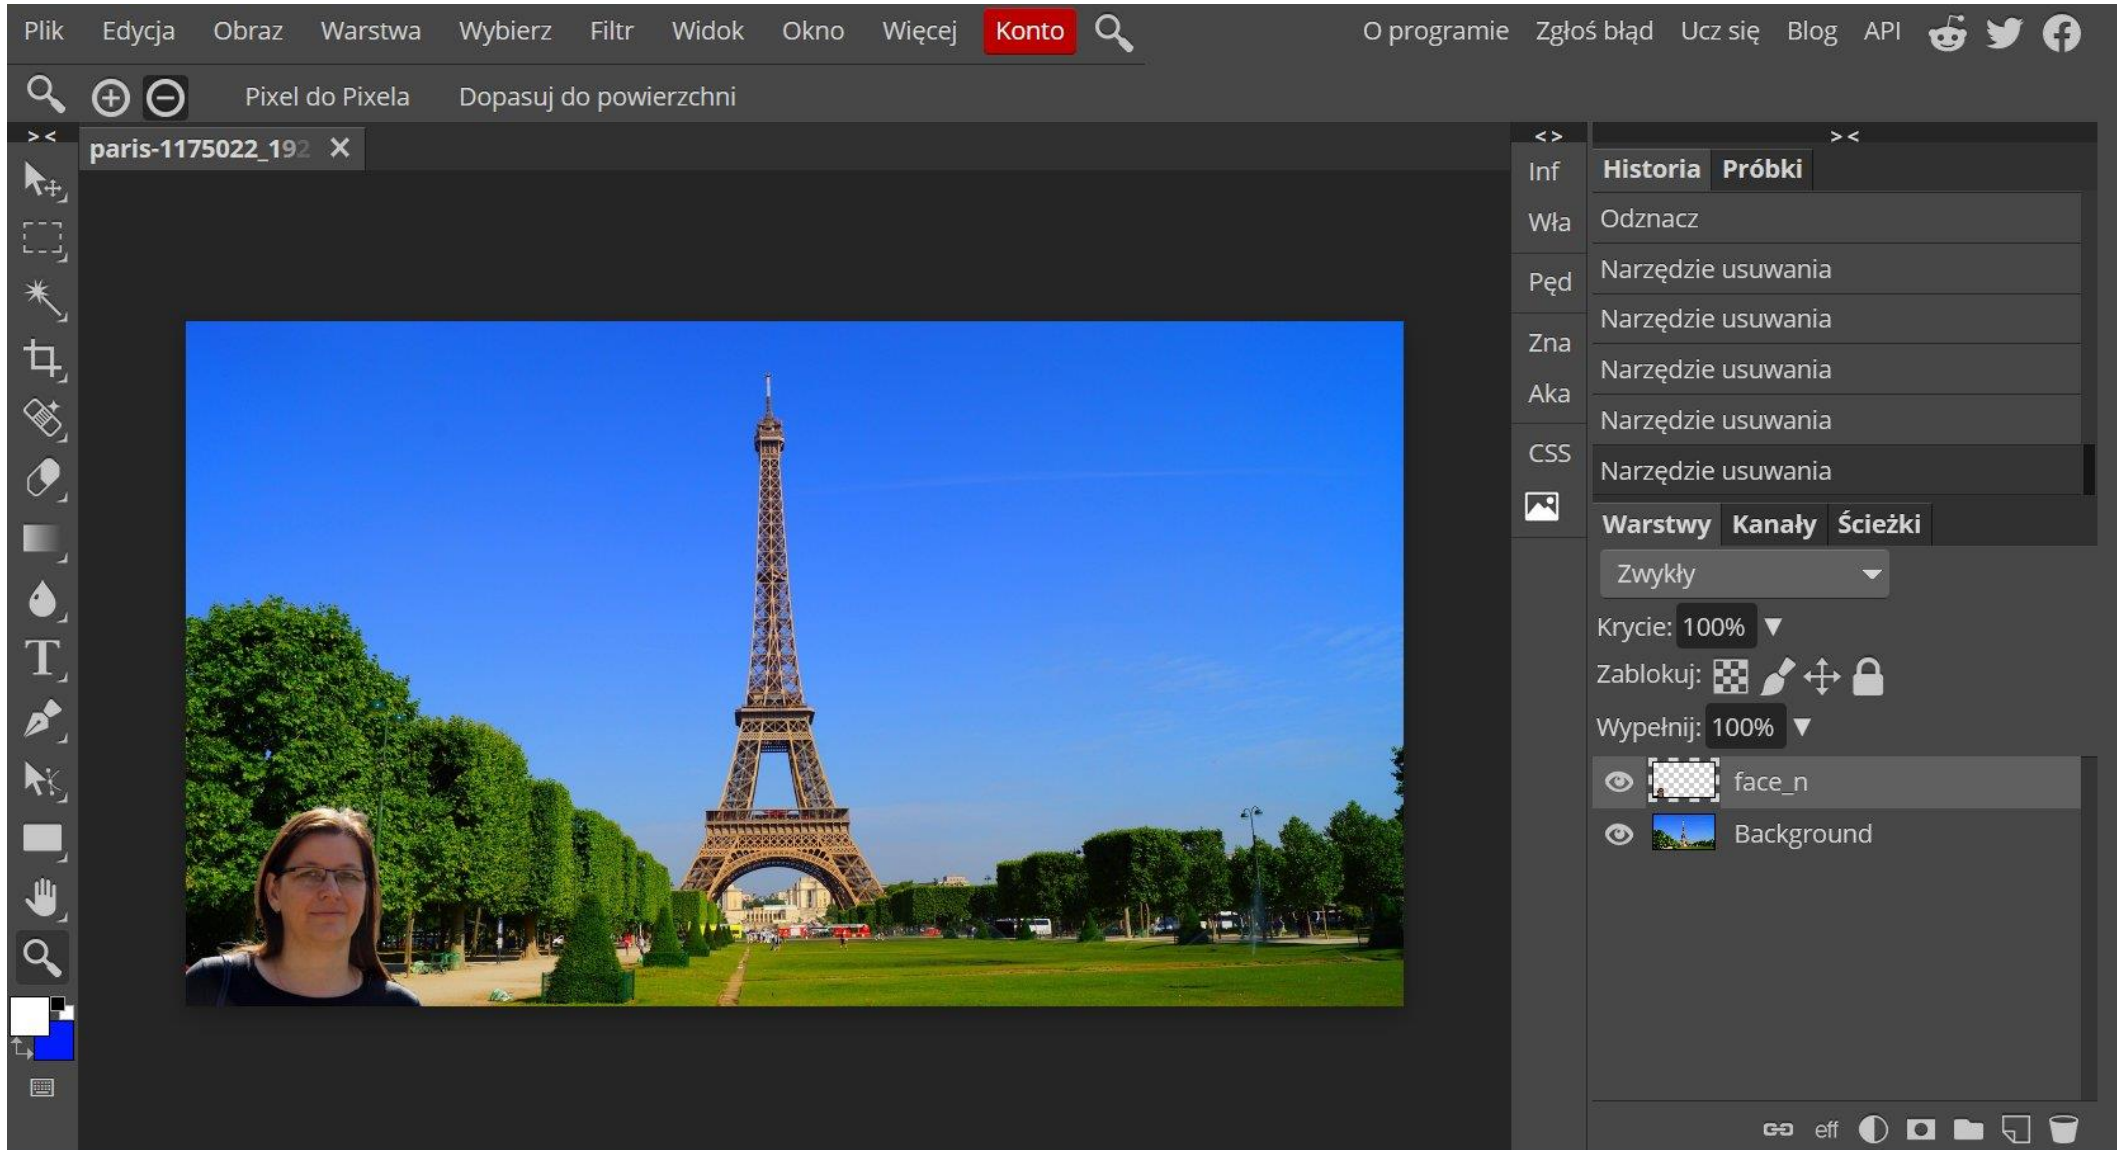 Plik Edycja Obraz Warstwa Wybierz Filtr Widok Okno Więcej Konto O programie Zgłoś błąd Ucz się Blog API
Pixel do Pixela Dopasuj do powierzchni
> < < > > <
paris-1175022_192 ×
Inf
Wła
Pęd
Zna
Aka
CSS
Historia Próbki
Odznacz
Narzędzie usuwania
Narzędzie usuwania
Narzędzie usuwania
Narzędzie usuwania
Narzędzie usuwania
Warstwy Kanały Ścieżki
Zwykły
Krycie: 100%
Zablokuj:
Wypełnij: 100%
face_n
Background
eff